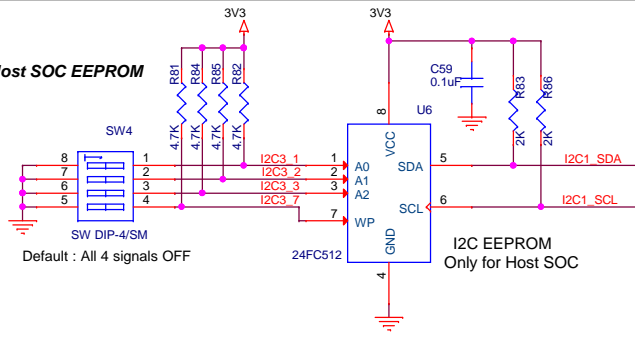 3V3
3V3
ost SOC EEPROM
R81
R84
R85
R82
C59
0.1uF
R83
R86
SW4
4.7K
4.7K
4.7K
4.7K
2K
2K
8
U6
VCC
8
1
I2C3_1
1
A0
SDA
5
I2C1_SDA
7
2
I2C3_2
2
A1
6
3
I2C3_3
3
A2
5
4
I2C3_7
SCL
6
I2C1_SCL
7
WP
SW DIP-4/SM
GND
Default : All 4 signals OFF
24FC512
4
I2C EEPROM
Only for Host SOC